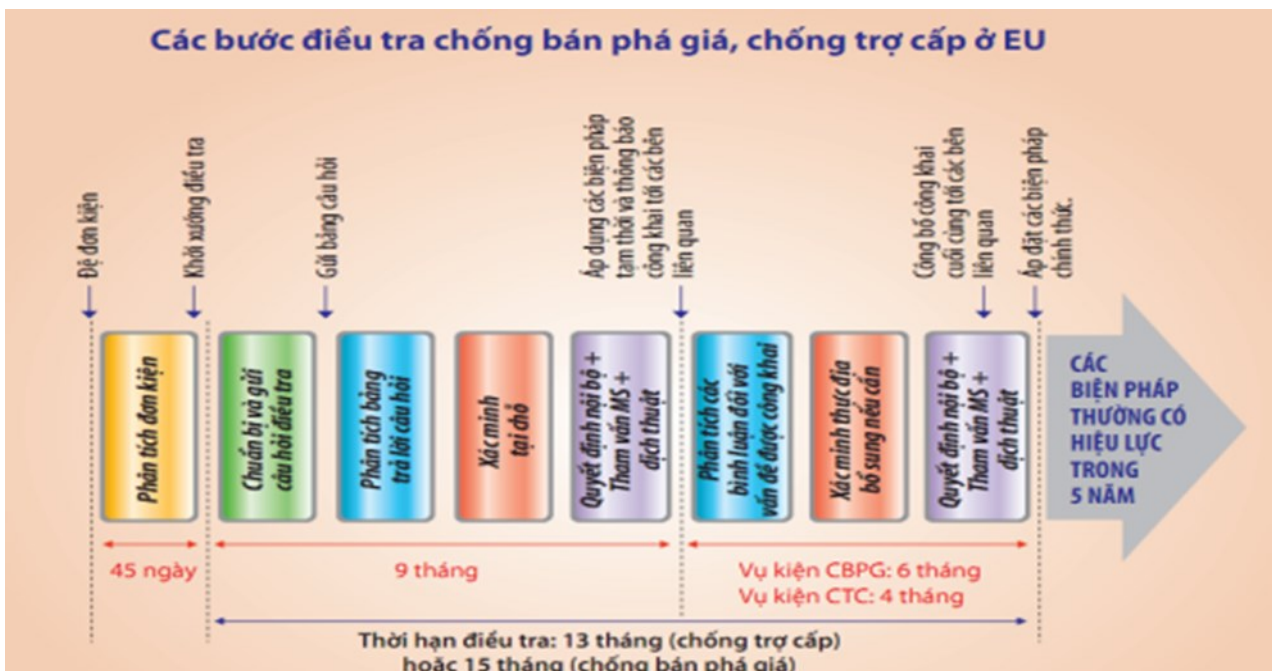 Các bước điều tra chống bán phá giá, chống trợ cấp ở EU
Đệ đơn kiện
Khởi xướng điều tra
Gửi bảng câu hỏi
Áp dụng các biện pháp
tạm thời và thông báo
công khai tới các bên
liên quan
Công bố công khai
cuối cùng tới các bên
liên quan
Áp đặt các biện pháp
chính thức.
Phân tích đơn kiện
Chuẩn bị và gửi
câu hỏi điều tra
Phân tích bảng
trả lời câu hỏi
Xác minh
tại chỗ
Quyết định nội bộ +
Tham vấn MS +
dịch thuật
Phân tích các
bình luận đối với
vấn đề được công khai
Xác minh thực địa
bổ sung nếu cần
Quyết định nội bộ +
Tham vấn MS +
dịch thuật
CÁC
BIỆN PHÁP
THƯỜNG CÓ
HIỆU LỰC
TRONG
5 NĂM
45 ngày
9 tháng
Vụ kiện CBPG: 6 tháng
Vụ kiện CTC: 4 tháng
Thời hạn điều tra: 13 tháng (chống trợ cấp)
hoặc 15 tháng (chống bán phá giá)